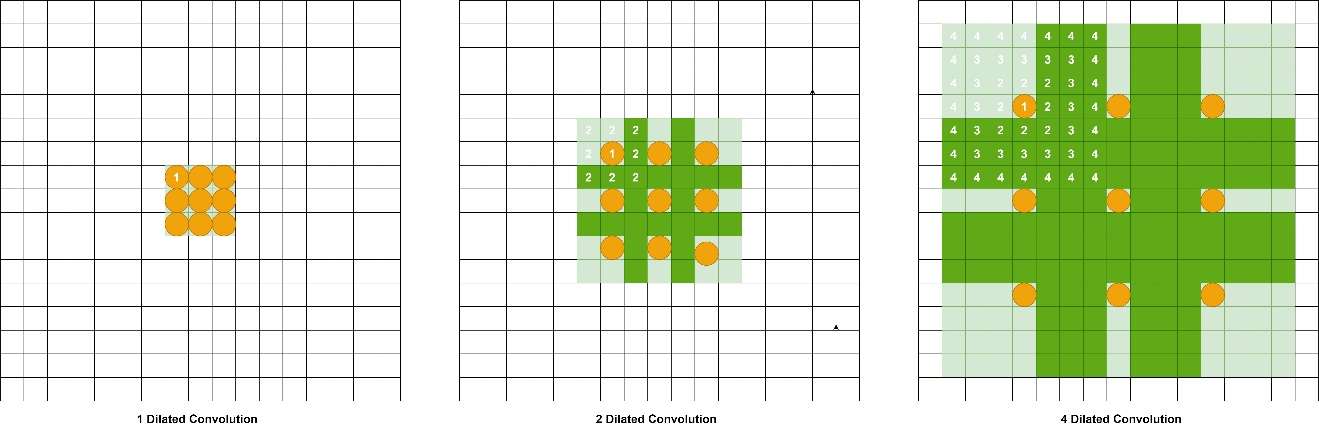 1
1 Dilated Convolution
2 2 2
2 1 2
2 2 2
2 Dilated Convolution
4 4 4 4 4 4 4
4 3 3 3 3 3 4
4 3 2 2 2 3 4
4 3 2 1 2 3 4
4 3 2 2 2 3 4
4 3 3 3 3 3 4
4 4 4 4 4 4 4
4 Dilated Convolution